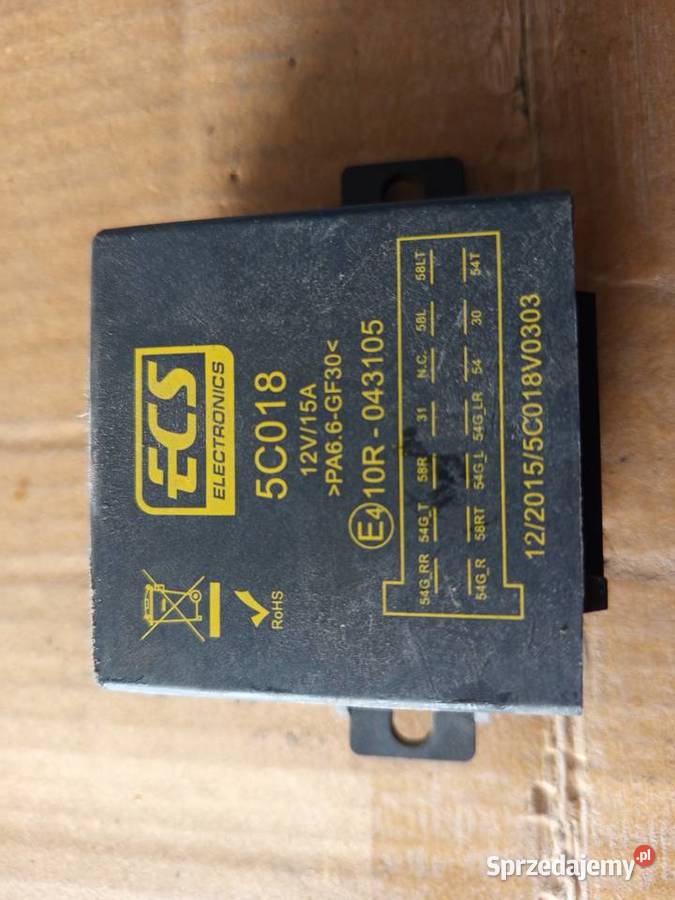 ECS
ELECTRONICS
RoHS
5C018
12V/15A
>PA6.6-GF30<
E4 10R - 043105
54G_RR 54G_T 58R 31 N.C. 58L 58LT
54G_R 58RT 54G_L 54G_LR 54 30 54T
12/2015/5C018V0303
Sprzedajemy.pl